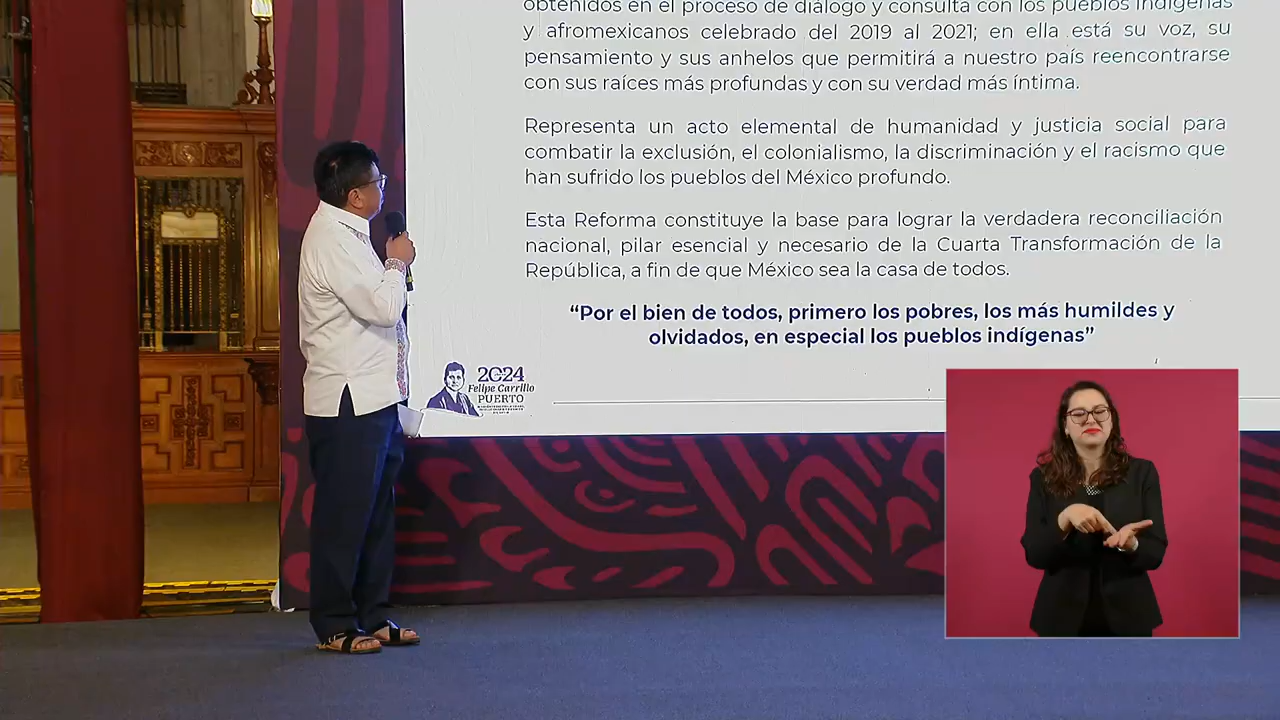 obtenidos en el proceso de diálogo y consulta con los pueblos indígenas
y afromexicanos celebrado del 2019 al 2021; en ella está su voz, su
pensamiento y sus anhelos que permitirá a nuestro país reencontrarse
con sus raíces más profundas y con su verdad más íntima.
Representa un acto elemental de humanidad y justicia social para
combatir la exclusión, el colonialismo, la discriminación y el racismo que
han sufrido los pueblos del México profundo.
Esta Reforma constituye la base para lograr la verdadera reconciliación
nacional, pilar esencial y necesario de la Cuarta Transformación de la
República, a fin de que México sea la casa de todos.
“Por el bien de todos, primero los pobres, los más humildes y
olvidados, en especial los pueblos indígenas”
2024
Felipe Carrillo
PUERTO